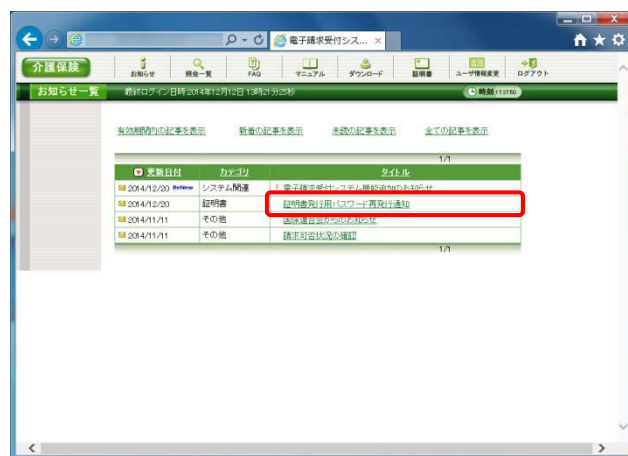 電子請求受付シス... ×
介護保険
お知らせ 照会一覧 FAQ マニュアル ダウンロード 証明書 ユーザ情報変更 ログアウト
お知らせ一覧 最終ログイン日時 2014年12月12日 13時21分25秒 時刻
有効期間内の記事を表示 新着の記事を表示 未読の記事を表示 全ての記事を表示
1/1
更新日付 カテゴリ タイトル
2014/12/20 ReNew システム関連 ! 電子請求受付システム機能追加のお知らせ
2014/12/20 証明書 証明書発行用パスワード再発行通知
2014/11/11 その他 国保連合会からのお知らせ
2014/11/11 その他 請求可否状況の確認
1/1